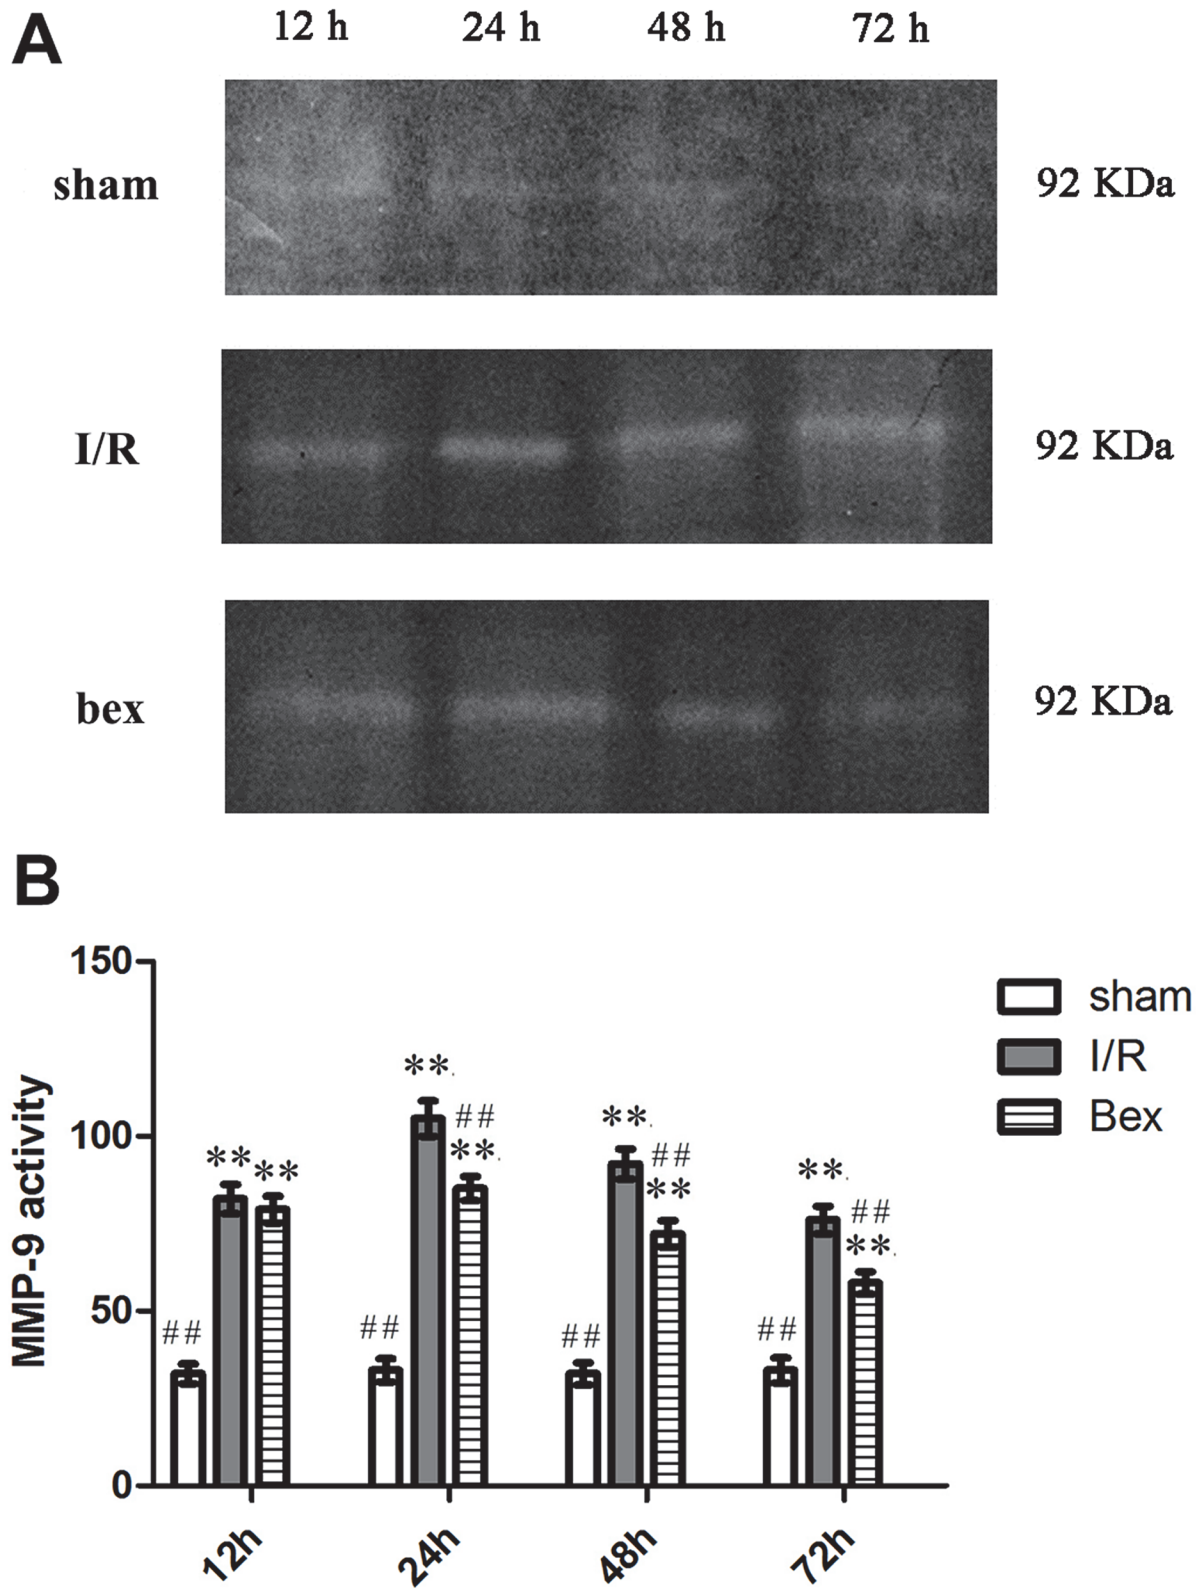 A
12 h 24 h 48 h 72 h
sham 92 KDa
I/R 92 KDa
bex 92 KDa
B
150
100
50
0
MMP-9 activity
** ** ** ## ** ** ## ** ** ## **
## ## ## ##
12h 24h 48h 72h
sham
I/R
Bex